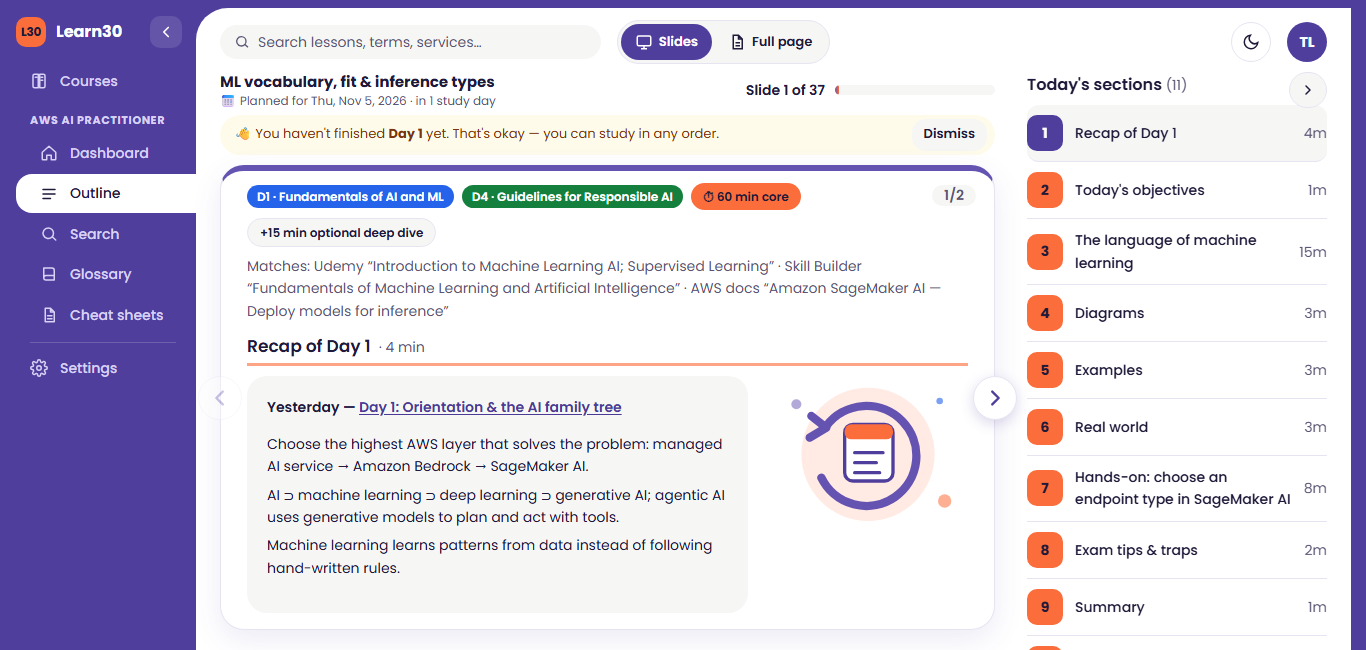 L30 Learn30
Courses
AWS AI PRACTITIONER
Dashboard
Outline
Search
Glossary
Cheat sheets
Settings
Search lessons, terms, services...
Slides
Full page
TL
ML vocabulary, fit & inference types
Planned for Thu, Nov 5, 2026 · in 1 study day
Slide 1 of 37
👋 You haven't finished Day 1 yet. That's okay — you can study in any order.
Dismiss
D1 · Fundamentals of AI and ML
D4 · Guidelines for Responsible AI
⏱ 60 min core
1/2
+15 min optional deep dive
Matches: Udemy “Introduction to Machine Learning AI; Supervised Learning” · Skill Builder
“Fundamentals of Machine Learning and Artificial Intelligence” · AWS docs “Amazon SageMaker AI —
Deploy models for inference”
Recap of Day 1 · 4 min
Yesterday — Day 1: Orientation & the AI family tree
Choose the highest AWS layer that solves the problem: managed
AI service → Amazon Bedrock → SageMaker AI.
AI ⊃ machine learning ⊃ deep learning ⊃ generative AI; agentic AI
uses generative models to plan and act with tools.
Machine learning learns patterns from data instead of following
hand-written rules.
Today's sections (11)
1 Recap of Day 1 4m
2 Today's objectives 1m
3 The language of machine
learning 15m
4 Diagrams 3m
5 Examples 3m
6 Real world 3m
7 Hands-on: choose an
endpoint type in SageMaker AI 8m
8 Exam tips & traps 2m
9 Summary 1m